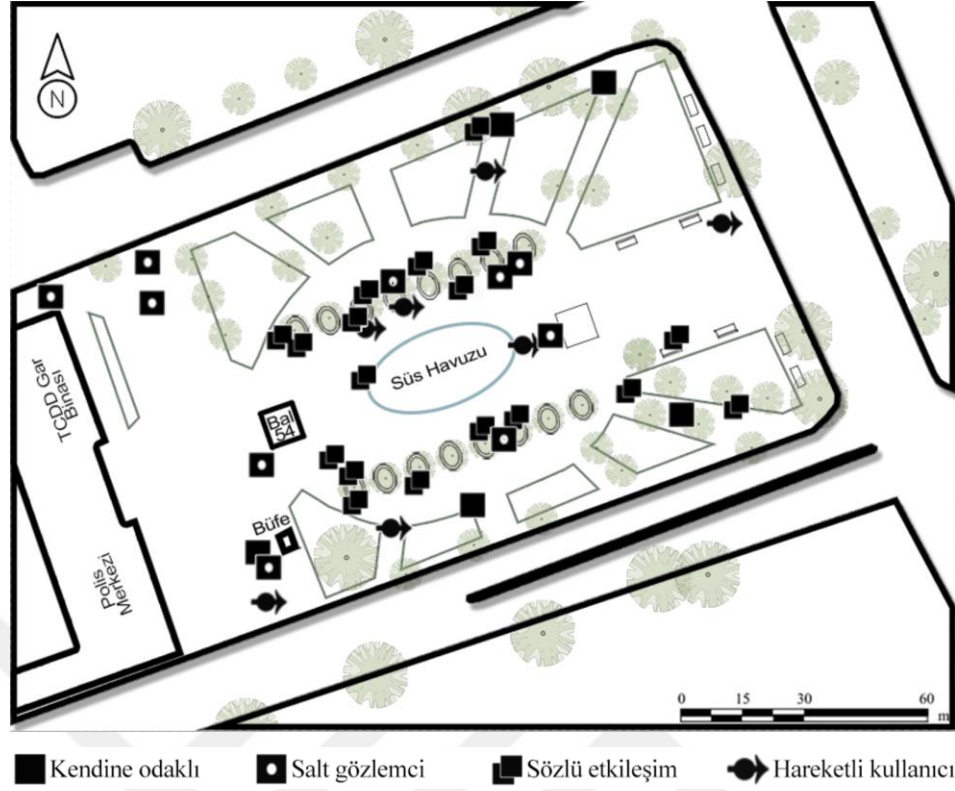 N
TCDD Gar
Binası
Süs Havuzu
Bal
54
Büfe
Polis
Merkezi
0 15 30 60
m
Kendine odaklı Salt gözlemci Sözlü etkileşim Hareketli kullanıcı